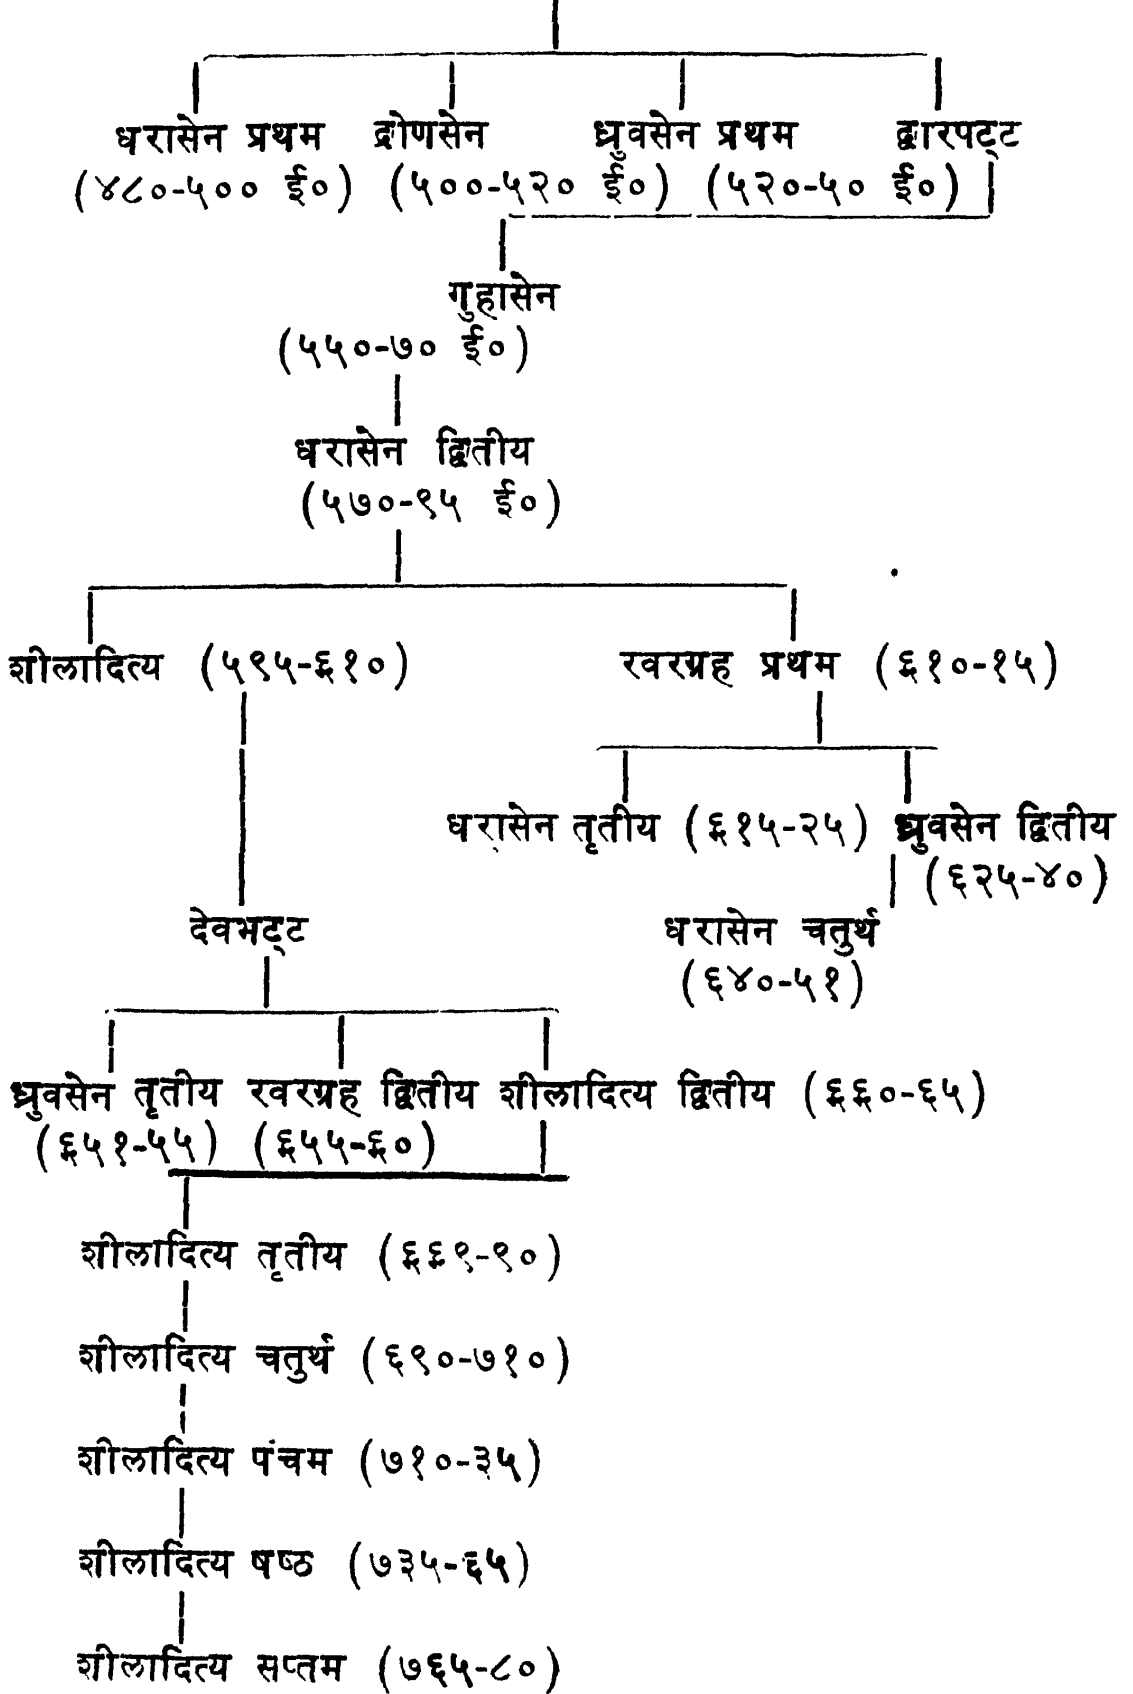 धरासेन प्रथम द्रोणसेन ध्रुवसेन प्रथम द्वारपट्ट
(४८०-५०० ई०) (५००-५२० ई०) (५२०-५० ई०)
गुहासेन
(५५०-७० ई०)
धरासेन द्वितीय
(५७०-९५ ई०)
शीलादित्य (५९५-६१०) रवरग्रह प्रथम (६१०-१५)
धरासेन तृतीय (६१५-२५) ध्रुवसेन द्वितीय
(६२५-४०)
देवभट्ट धरासेन चतुर्थ
(६४०-५१)
ध्रुवसेन तृतीय रवरग्रह द्वितीय शीलादित्य द्वितीय (६६०-६५)
(६५१-५५) (६५५-६०)
शीलादित्य तृतीय (६६९-९०)
शीलादित्य चतुर्थ (६९०-७१०)
शीलादित्य पंचम (७१०-३५)
शीलादित्य षष्ठ (७३५-६५)
शीलादित्य सप्तम (७६५-८०)